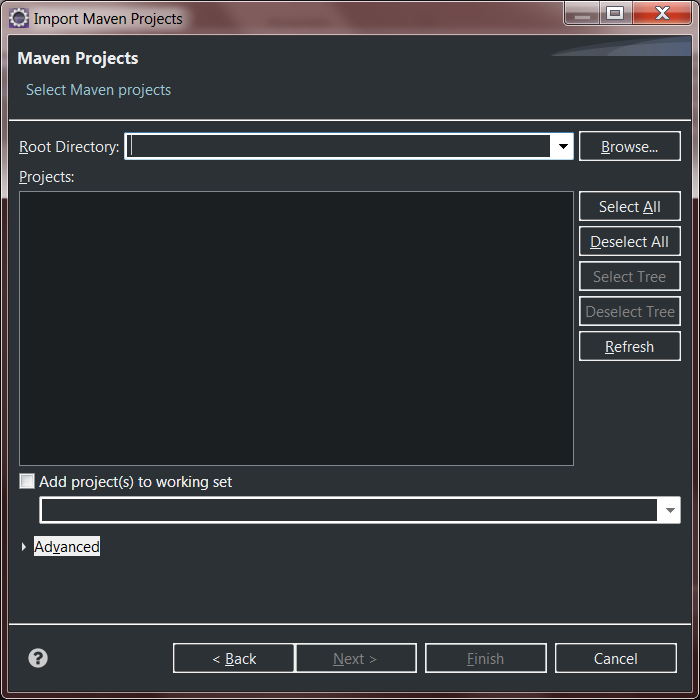 Import Maven Projects
Maven Projects
Select Maven projects
Root Directory:
Browse...
Projects:
Select All
Deselect All
Select Tree
Deselect Tree
Refresh
Add project(s) to working set
Advanced
?
< Back
Next >
Finish
Cancel